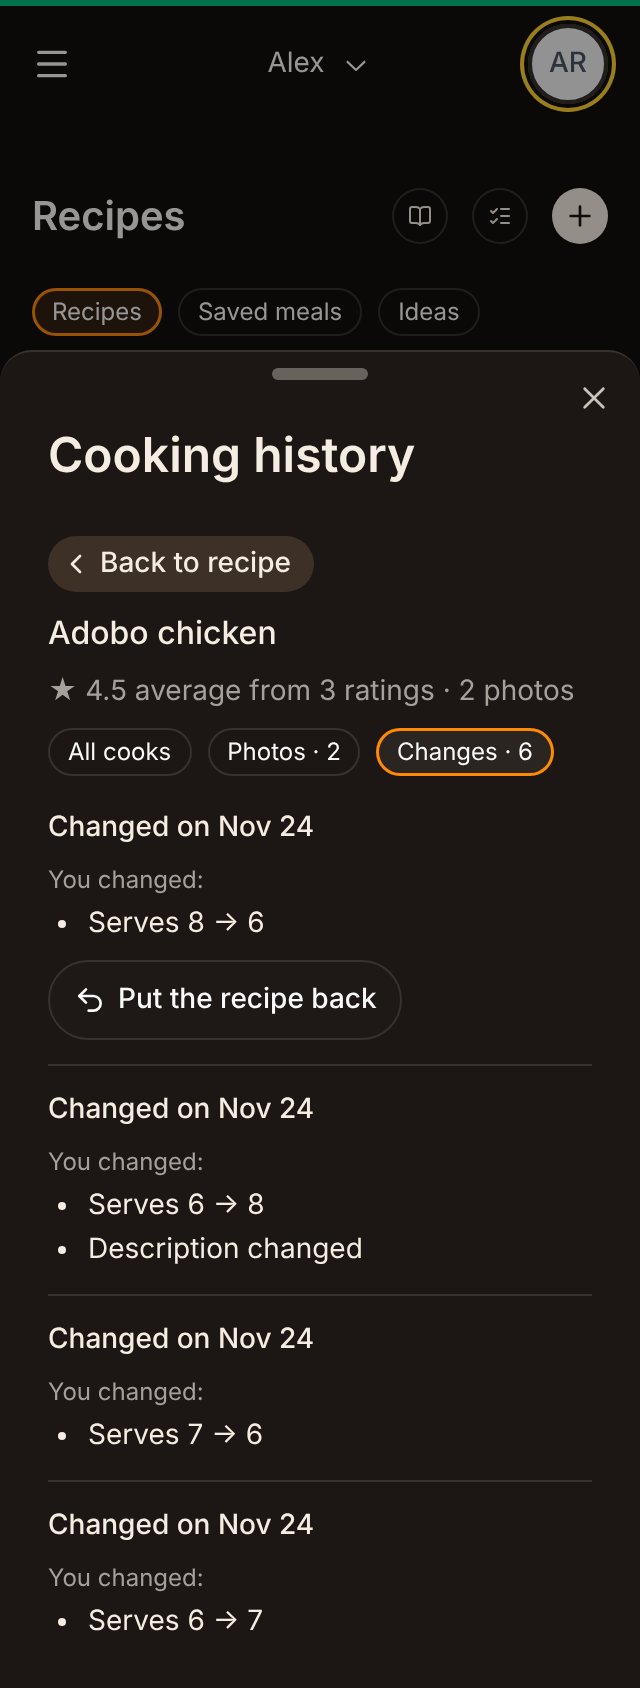 Alex
AR
Recipes
Recipes
Saved meals
Ideas
Cooking history
Back to recipe
Adobo chicken
★ 4.5 average from 3 ratings · 2 photos
All cooks
Photos · 2
Changes · 6
Changed on Nov 24
You changed:
• Serves 8 → 6
Put the recipe back
Changed on Nov 24
You changed:
• Serves 6 → 8
• Description changed
Changed on Nov 24
You changed:
• Serves 7 → 6
Changed on Nov 24
You changed:
• Serves 6 → 7